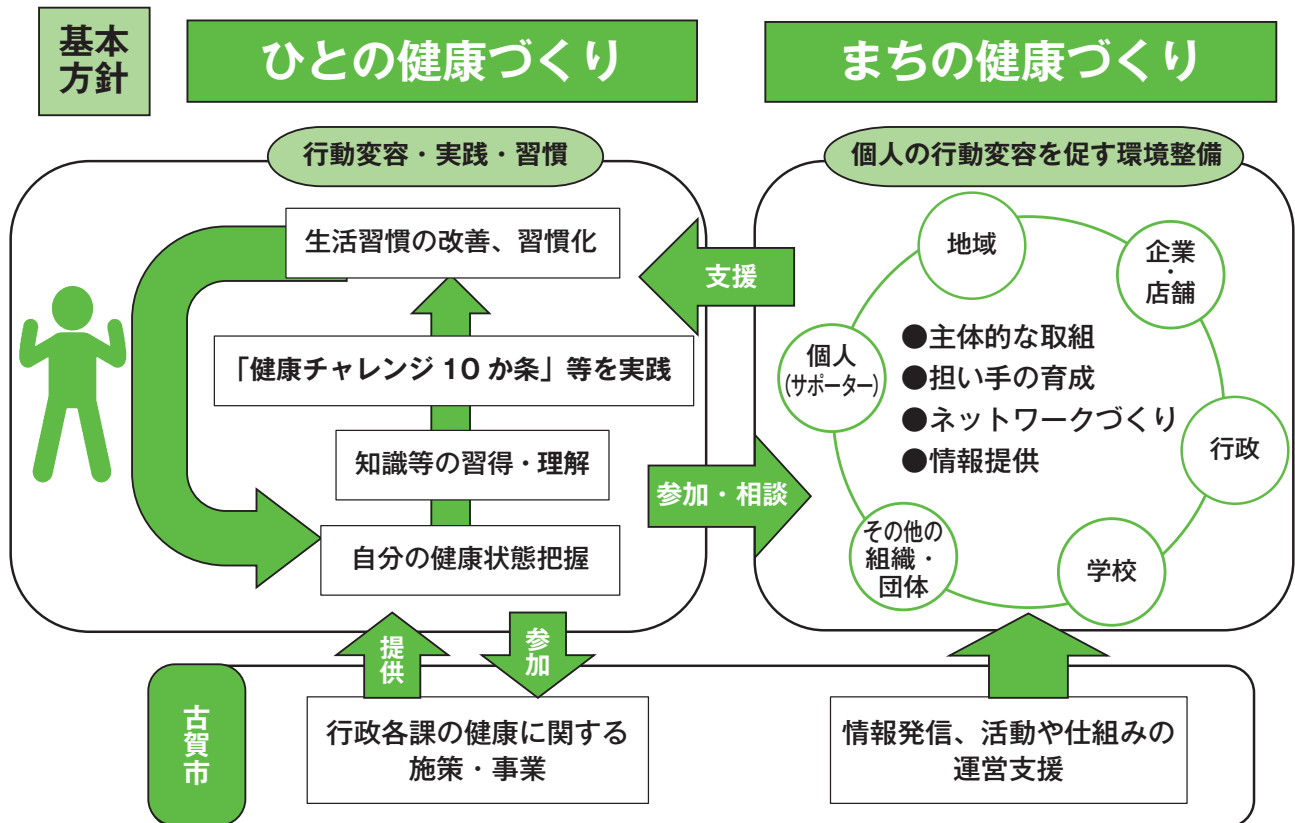 基本
方針
ひとの健康づくり
まちの健康づくり
行動変容・実践・習慣
生活習慣の改善、習慣化
「健康チャレンジ 10 か条」等を実践
知識等の習得・理解
自分の健康状態把握
支援
参加・相談
個人の行動変容を促す環境整備
地域
企業
・
店舗
個人
(サポーター)
●主体的な取組
●担い手の育成
●ネットワークづくり
●情報提供
行政
その他の
組織・
団体
学校
提供
参加
古賀市
行政各課の健康に関する
施策・事業
情報発信、活動や仕組みの
運営支援